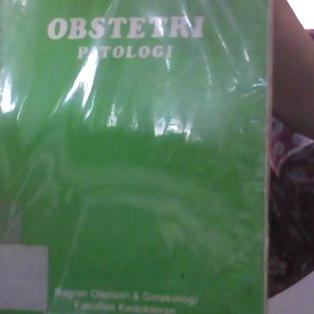 OBSTETRI
PATOLOGI
Bagian Obstetri & Ginekologi
Fakultas Kedokteran